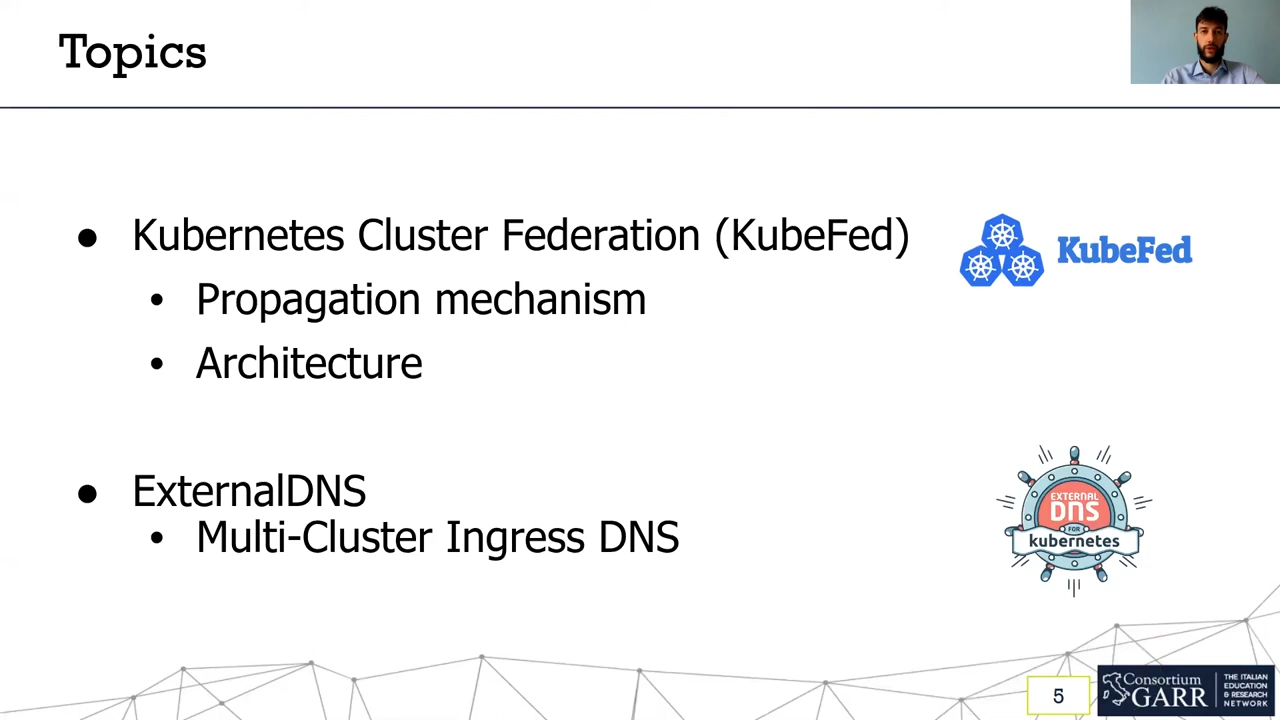 Topics
● Kubernetes Cluster Federation (KubeFed)
KubeFed
• Propagation mechanism
• Architecture
● ExternalDNS
• Multi-Cluster Ingress DNS
EXTERNAL
DNS
FOR
kubernetes
5
Consortium
GARR
THE ITALIAN
EDUCATION
& RESEARCH
NETWORK